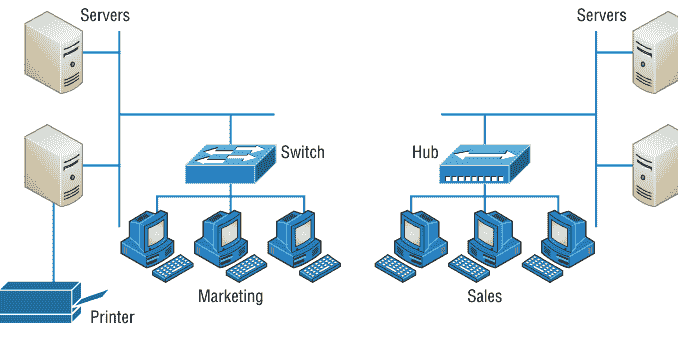 Servers
Servers
Switch
Hub
Marketing
Sales
Printer